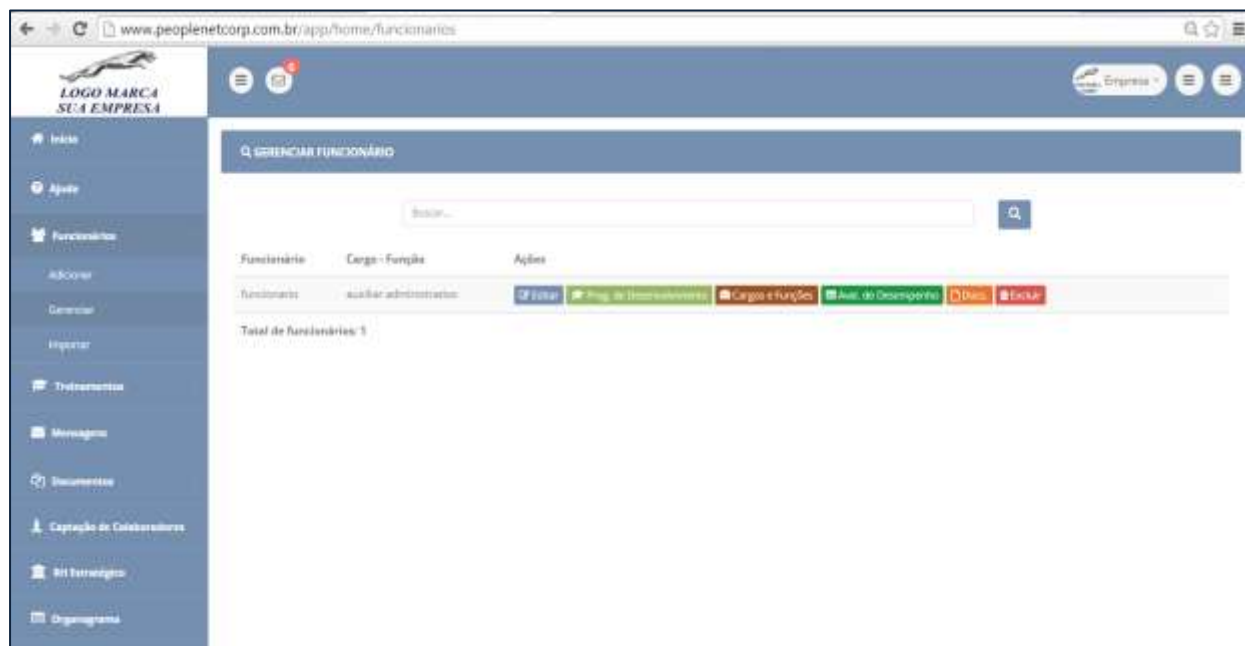 www.peoplenetcorp.com.br/app/home/funcionarios
LOGO MARCA
SUA EMPRESA
6
Empresa
Início
Ajuda
Funcionários
Adicionar
Gerenciar
Importar
Treinamentos
Mensagens
Documentos
Captação de Colaboradores
RH Estratégico
Organograma
GERENCIAR FUNCIONÁRIO
Buscar...
Funcionário Cargo - Função Ações
funcionario auxiliar administrativo Editar Prog. de Desenvolvimento Cargos e Funções Aval. de Desempenho Docs. Excluir
Total de funcionários: 1